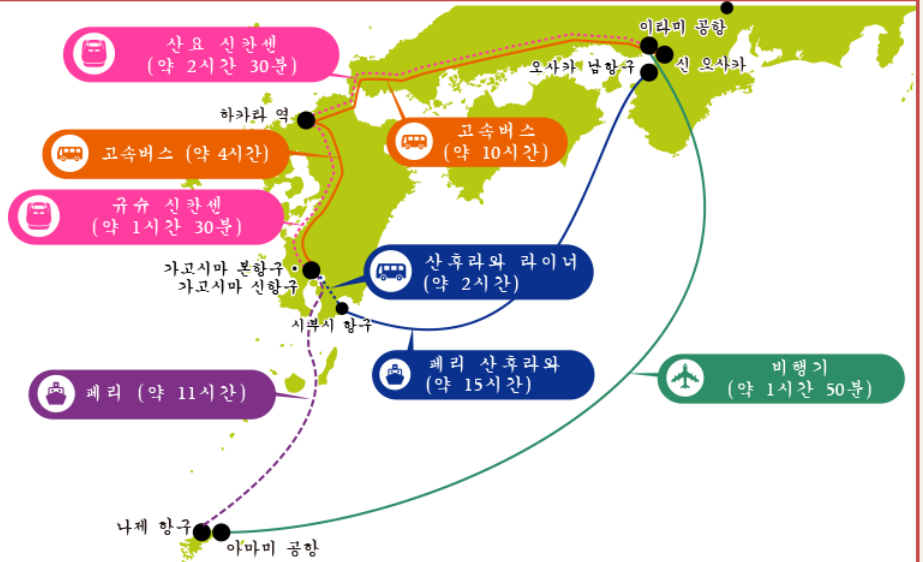 이라미 공항
산요 신칸센
(약 2시간 30분)
오사카 남항구
신 오사카
하카타 역
고속버스
(약 10시간)
고속버스 (약 4시간)
규슈 신칸센
(약 1시간 30분)
가고시마 본항구
가고시마 신항구
산후라와 라이너
(약 2시간)
시부시 항구
페리 산후라와
(약 15시간)
비행기
(약 1시간 50분)
페리 (약 11시간)
나제 항구
아마미 공항